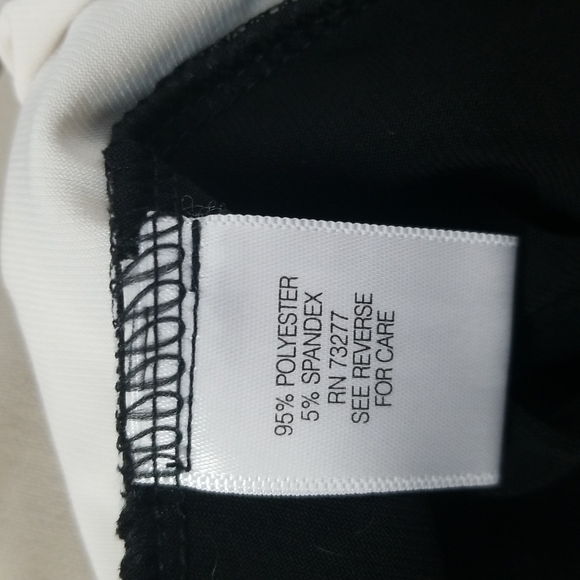 95% POLYESTER
5% SPANDEX
RN 73277
SEE REVERSE
FOR CARE